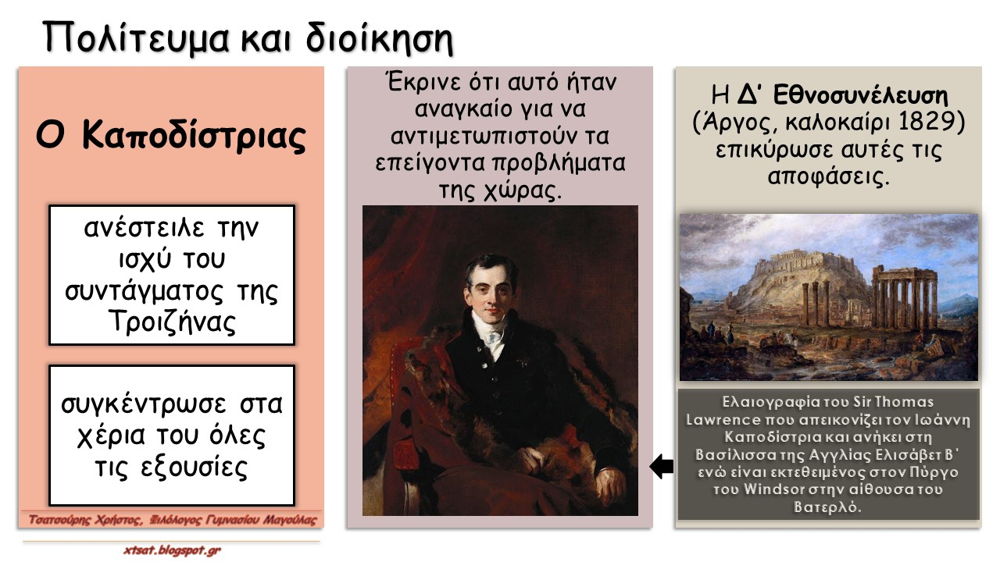 Πολίτευμα και διοίκηση
Ο Καποδίστριας
ανέστειλε την
ισχύ του
συντάγματος της
Τροιζήνας
συγκέντρωσε στα
χέρια του όλες
τις εξουσίες
Έκρινε ότι αυτό ήταν
αναγκαίο για να
αντιμετωπιστούν τα
επείγοντα προβλήματα
της χώρας.
Η Δ' Εθνοσυνέλευση
(Άργος, καλοκαίρι 1829)
επικύρωσε αυτές τις
αποφάσεις.
Ελαιογραφία του Sir Thomas
Lawrence που απεικονίζει τον Ιωάννη
Καποδίστρια και ανήκει στη
Βασίλισσα της Αγγλίας Ελισάβετ Β΄
ενώ είναι εκτεθειμένος στον Πύργο
του Windsor στην αίθουσα του
Βατερλό.
Τσατσούρης Χρήστος, Φιλόλογος Γυμνασίου Μαγούλας
xtsat.blogspot.gr